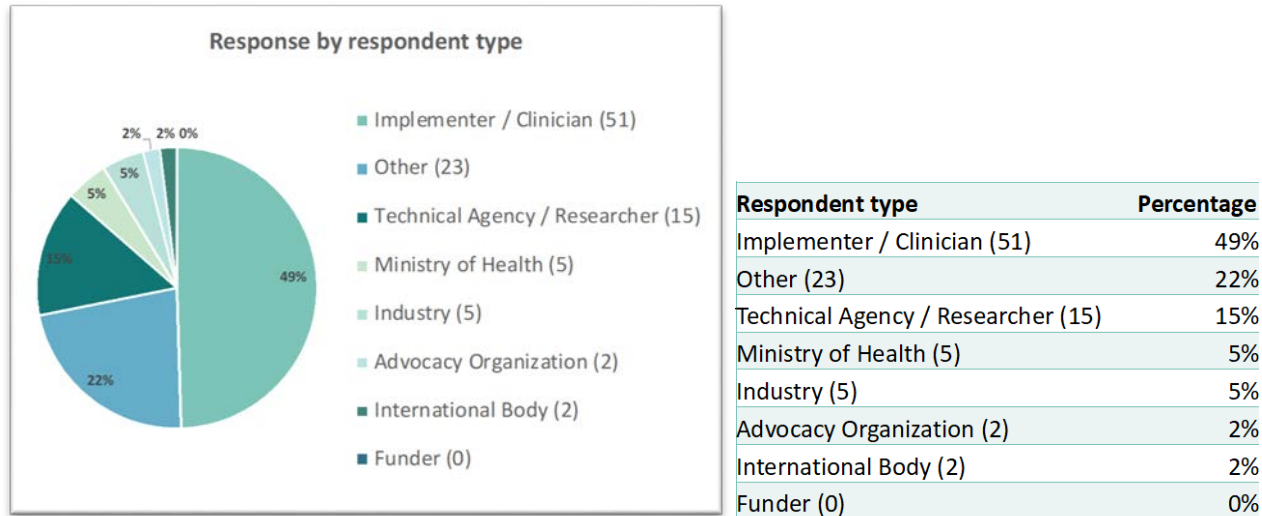 Response by respondent type
2% 2% 0%
5%
5%
15%
49%
22%
Implementer / Clinician (51)
Other (23)
Technical Agency / Researcher (15)
Ministry of Health (5)
Industry (5)
Advocacy Organization (2)
International Body (2)
Funder (0)
Respondent type Percentage
Implementer / Clinician (51) 49%
Other (23) 22%
Technical Agency / Researcher (15) 15%
Ministry of Health (5) 5%
Industry (5) 5%
Advocacy Organization (2) 2%
International Body (2) 2%
Funder (0) 0%